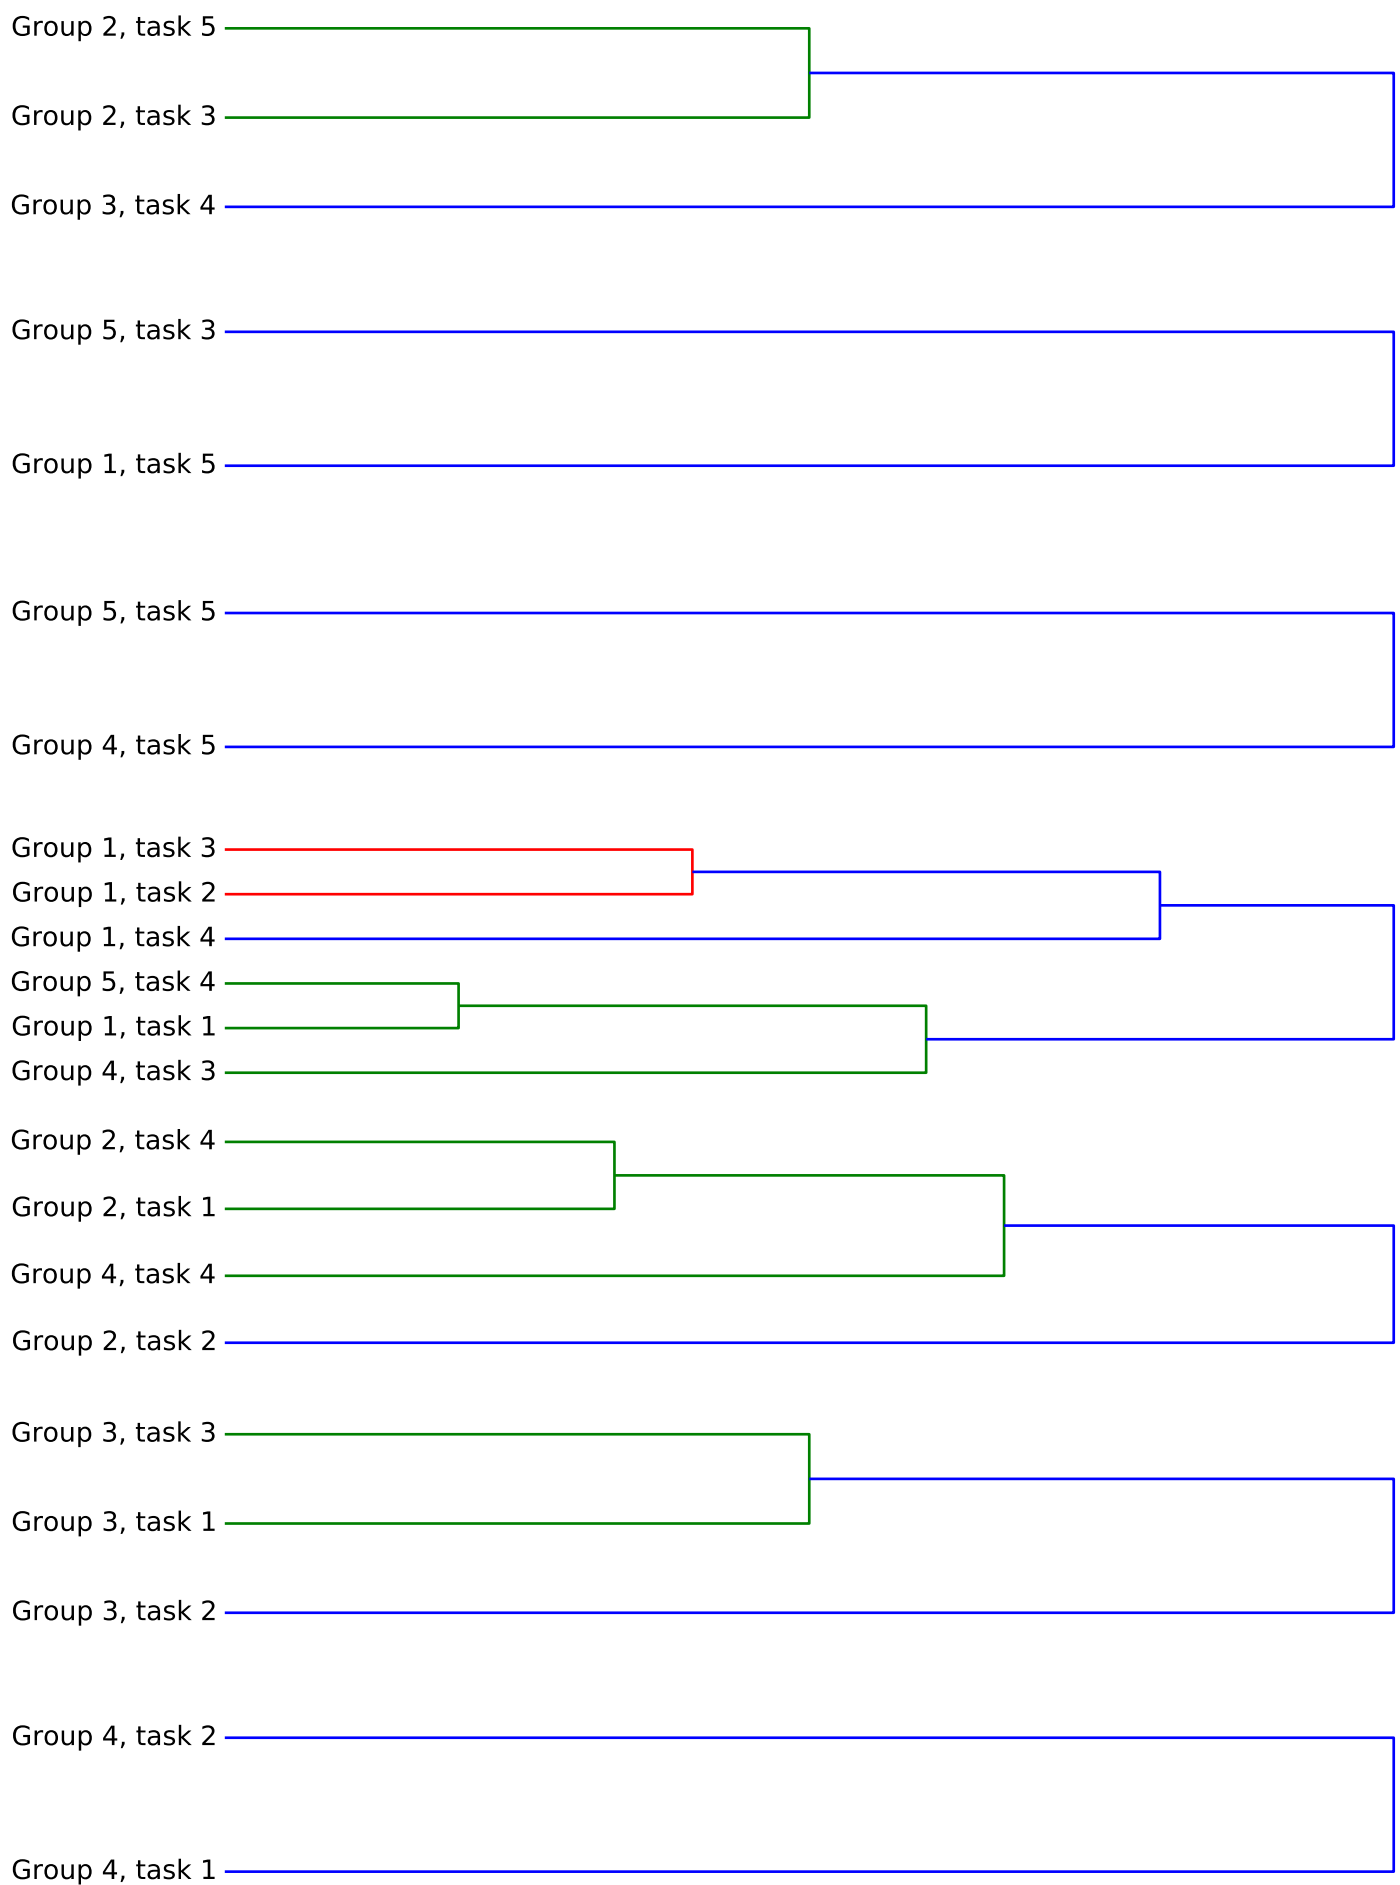 Group 2, task 5
Group 2, task 3
Group 3, task 4
Group 5, task 3
Group 1, task 5
Group 5, task 5
Group 4, task 5
Group 1, task 3
Group 1, task 2
Group 1, task 4
Group 5, task 4
Group 1, task 1
Group 4, task 3
Group 2, task 4
Group 2, task 1
Group 4, task 4
Group 2, task 2
Group 3, task 3
Group 3, task 1
Group 3, task 2
Group 4, task 2
Group 4, task 1